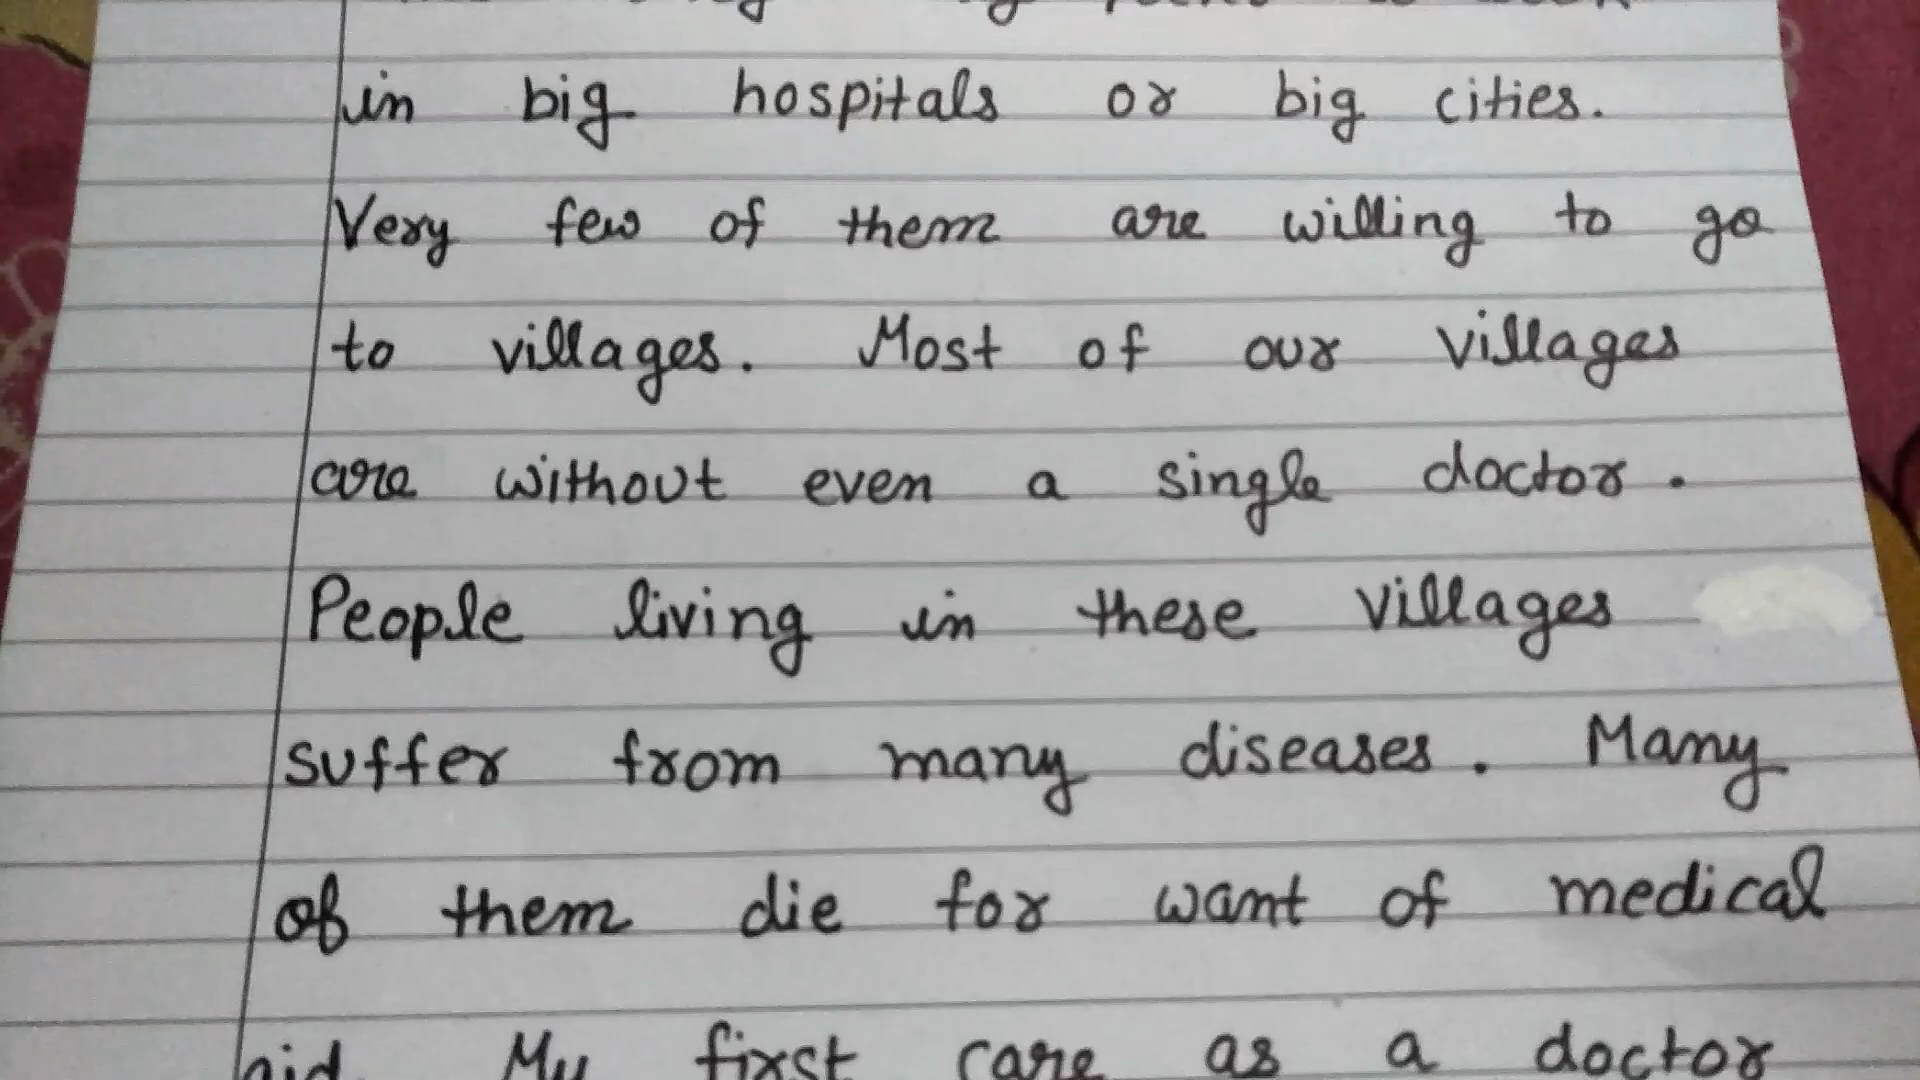 in big hospitals or big cities.
Very few of them are willing to go
to villages. Most of our villages
are without even a single doctor.
People living in these villages
suffer from many diseases. Many
of them die for want of medical
aid. My first care as a doctor